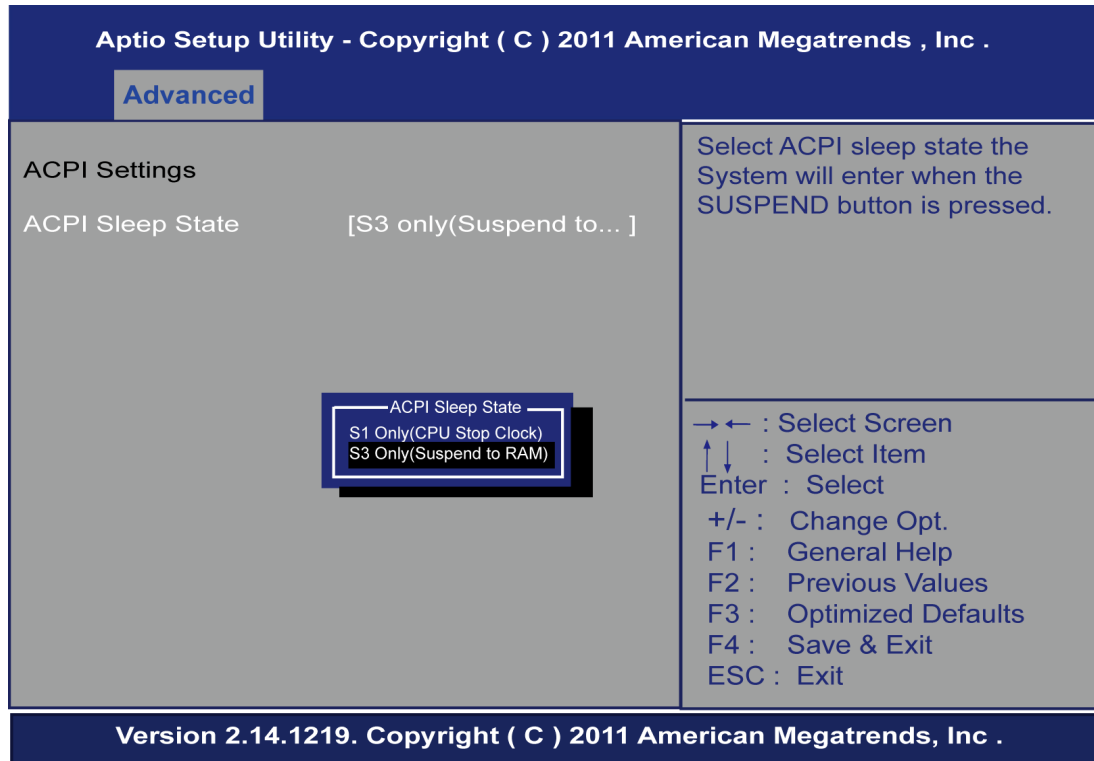 Aptio Setup Utility - Copyright ( C ) 2011 American Megatrends , Inc .
Advanced
ACPI Settings
ACPI Sleep State [S3 only(Suspend to... ]
ACPI Sleep State
S1 Only(CPU Stop Clock)
S3 Only(Suspend to RAM)
Select ACPI sleep state the
System will enter when the
SUSPEND button is pressed.
→ ← : Select Screen
↑↓ : Select Item
Enter : Select
+/- : Change Opt.
F1 : General Help
F2 : Previous Values
F3 : Optimized Defaults
F4 : Save & Exit
ESC : Exit
Version 2.14.1219. Copyright ( C ) 2011 American Megatrends, Inc .